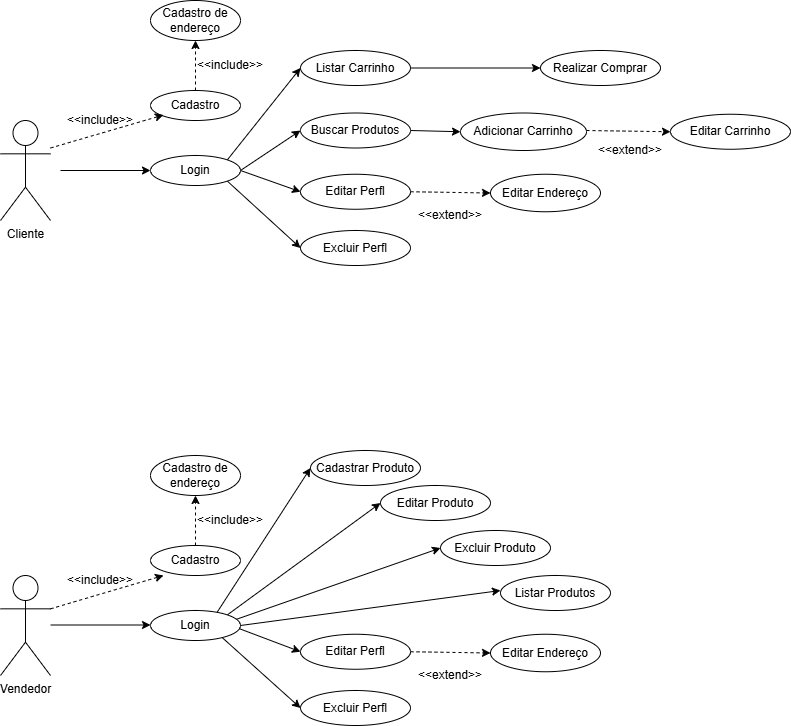 Cadastro de
endereço
<<include>>
Listar Carrinho
Realizar Comprar
Cadastro
<<include>>
Buscar Produtos
Adicionar Carrinho
Editar Carrinho
<<extend>>
Login
Editar Perfl
Editar Endereço
<<extend>>
Cliente
Excluir Perfl
Cadastro de
endereço
Cadastrar Produto
Editar Produto
<<include>>
Excluir Produto
Cadastro
<<include>>
Listar Produtos
Login
Editar Perfl
Editar Endereço
<<extend>>
Vendedor
Excluir Perfl